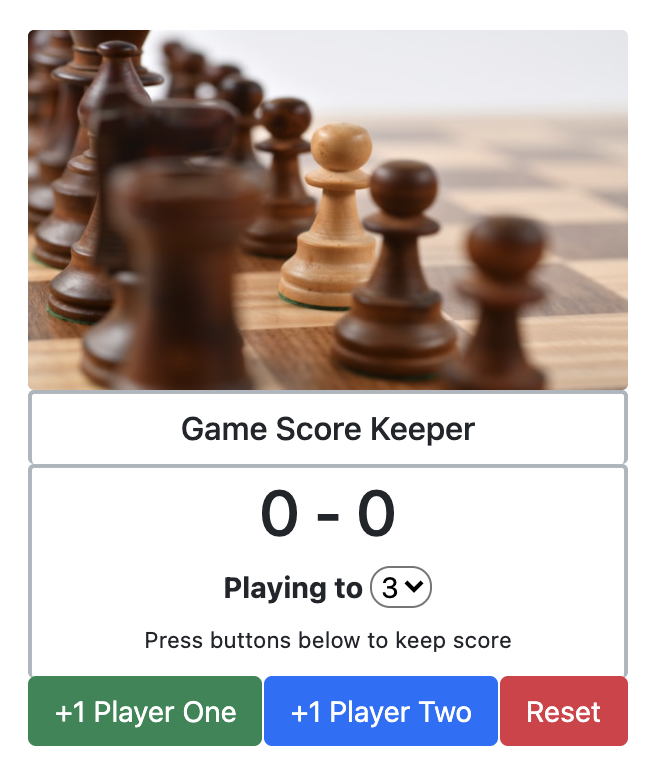 Game Score Keeper
0 - 0
Playing to 3
Press buttons below to keep score
+1 Player One +1 Player Two Reset